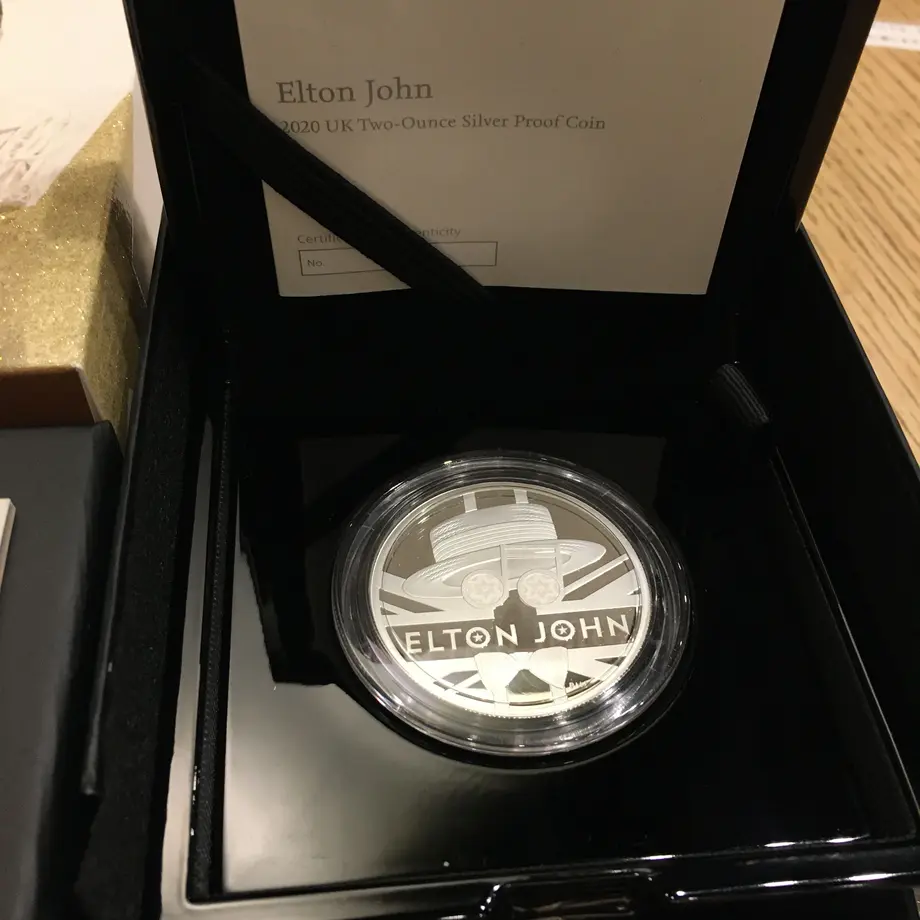 Elton John
2020 UK Two-Ounce Silver Proof Coin
No
ELTON JOHN